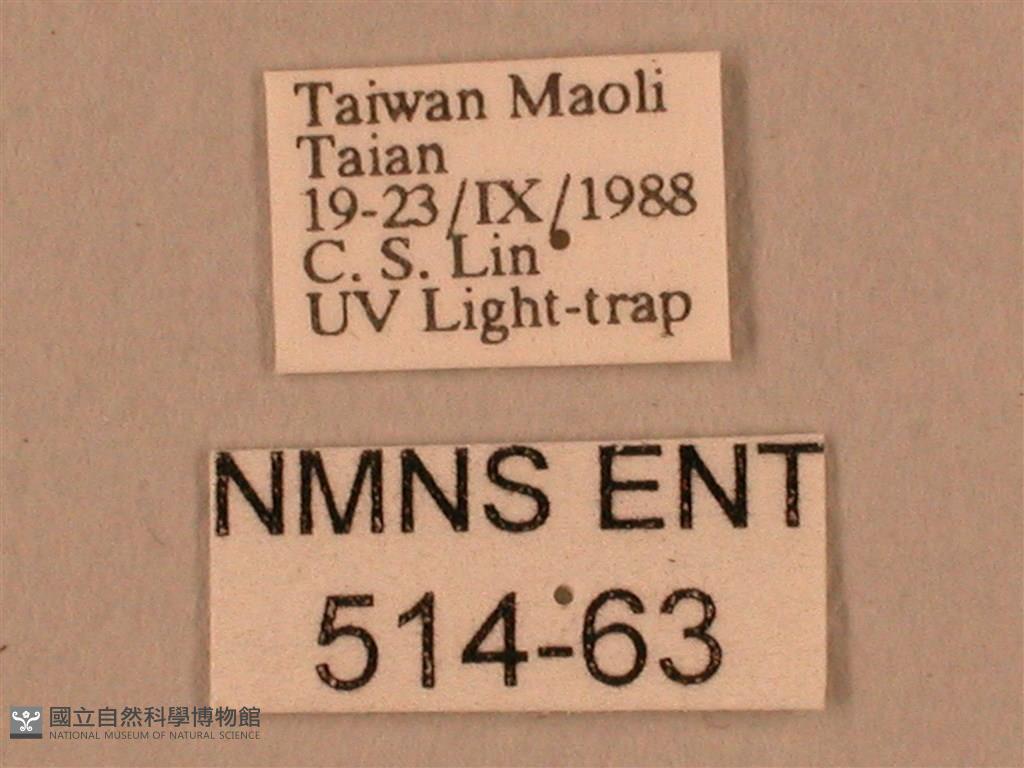 Taiwan Maoli
Taian
19-23/IX/1988
C. S. Lin
UV Light-trap
NMNS ENT
514-63
國立自然科學博物館
NATIONAL MUSEUM OF NATURAL SCIENCE